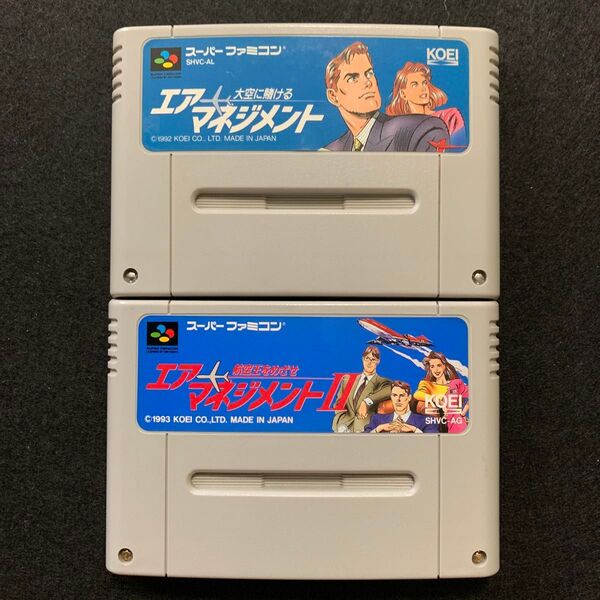 スーパーファミコン
SHVC-AL
KOEI
大空に賭ける
エアーマネジメント
©1992 KOEI CO., LTD. MADE IN JAPAN
スーパーファミコン
航空王をめざせ
エアーマネジメントII
KOEI
SHVC-AG
©1993 KOEI CO.,LTD. MADE IN JAPAN